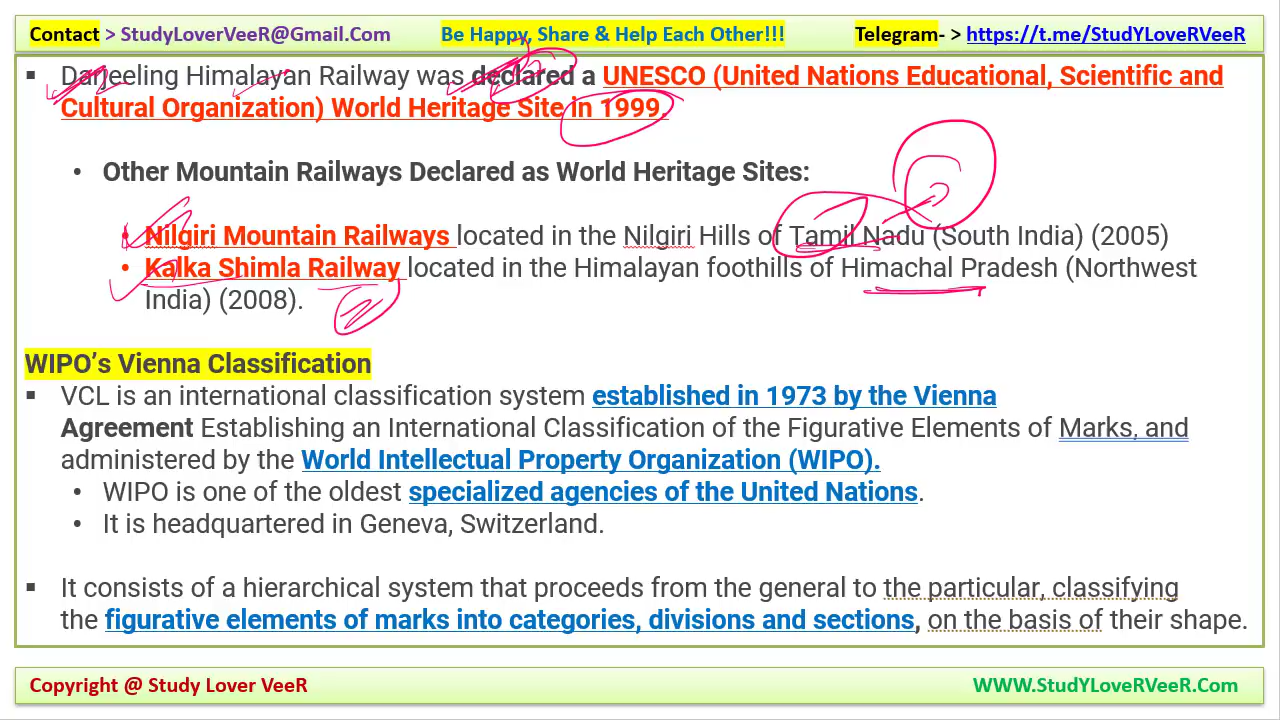 Contact > StudyLoverVeeR@Gmail.Com Be Happy, Share & Help Each Other!!! Telegram- > https://t.me/StudYLoveRVeeR
▪ Darjeeling Himalayan Railway was declared a UNESCO (United Nations Educational, Scientific and
Cultural Organization) World Heritage Site in 1999.
• Other Mountain Railways Declared as World Heritage Sites:
• Nilgiri Mountain Railways located in the Nilgiri Hills of Tamil Nadu (South India) (2005)
• Kalka Shimla Railway located in the Himalayan foothills of Himachal Pradesh (Northwest
India) (2008).
WIPO’s Vienna Classification
▪ VCL is an international classification system established in 1973 by the Vienna
Agreement Establishing an International Classification of the Figurative Elements of Marks, and
administered by the World Intellectual Property Organization (WIPO).
• WIPO is one of the oldest specialized agencies of the United Nations.
• It is headquartered in Geneva, Switzerland.
▪ It consists of a hierarchical system that proceeds from the general to the particular, classifying
the figurative elements of marks into categories, divisions and sections, on the basis of their shape.
Copyright @ Study Lover VeeR WWW.StudYLoveRVeeR.Com